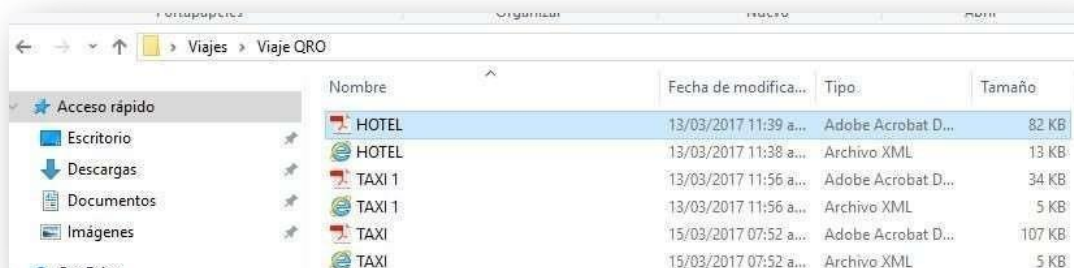 Portapapeles Organizar Nuevo Abrir
Viajes > Viaje QRO
Nombre Fecha de modifica... Tipo Tamaño
Acceso rápido
HOTEL 13/03/2017 11:39 a... Adobe Acrobat D... 82 KB
Escritorio
HOTEL 13/03/2017 11:38 a... Archivo XML 13 KB
Descargas
TAXI 1 13/03/2017 11:56 a... Adobe Acrobat D... 34 KB
Documentos
TAXI 1 13/03/2017 11:56 a... Archivo XML 5 KB
Imágenes
TAXI 15/03/2017 07:52 a... Adobe Acrobat D... 107 KB
TAXI 15/03/2017 07:52 a... Archivo XML 5 KB